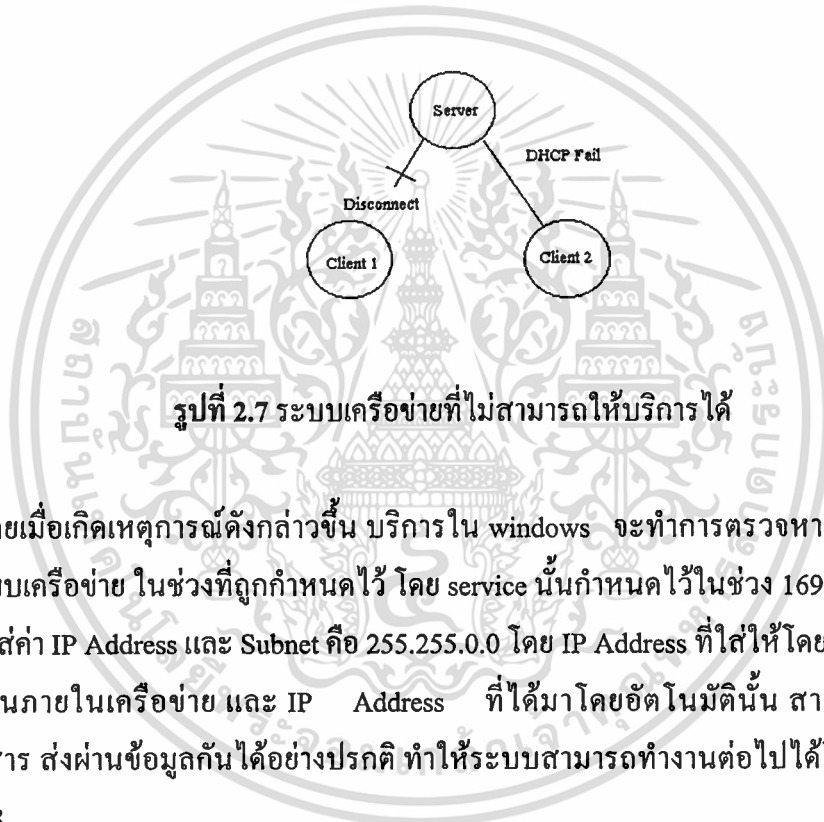 Server
DHCP Fail
Disconnect
Client 1
Client 2
รูปที่ 2.7 ระบบเครือข่ายที่ไม่สามารถให้บริการได้
ยเมื่อเกิดเหตุการณ์ดังกล่าวขึ้น บริการใน windows จะทำการตรวจหา
บเครือข่าย ในช่วงที่ถูกกำหนดไว้ โดย service นั้นกำหนดไว้ในช่วง 169
ส่ค่า IP Address และ Subnet คือ 255.255.0.0 โดย IP Address ที่ใส่ให้โดย
นภายในเครือข่าย และ IP Address ที่ได้มาโดยอัตโนมัตินั้น สา
สาร ส่งผ่านข้อมูลกันได้อย่างปรกติ ทำให้ระบบสามารถทำงานต่อไปได้